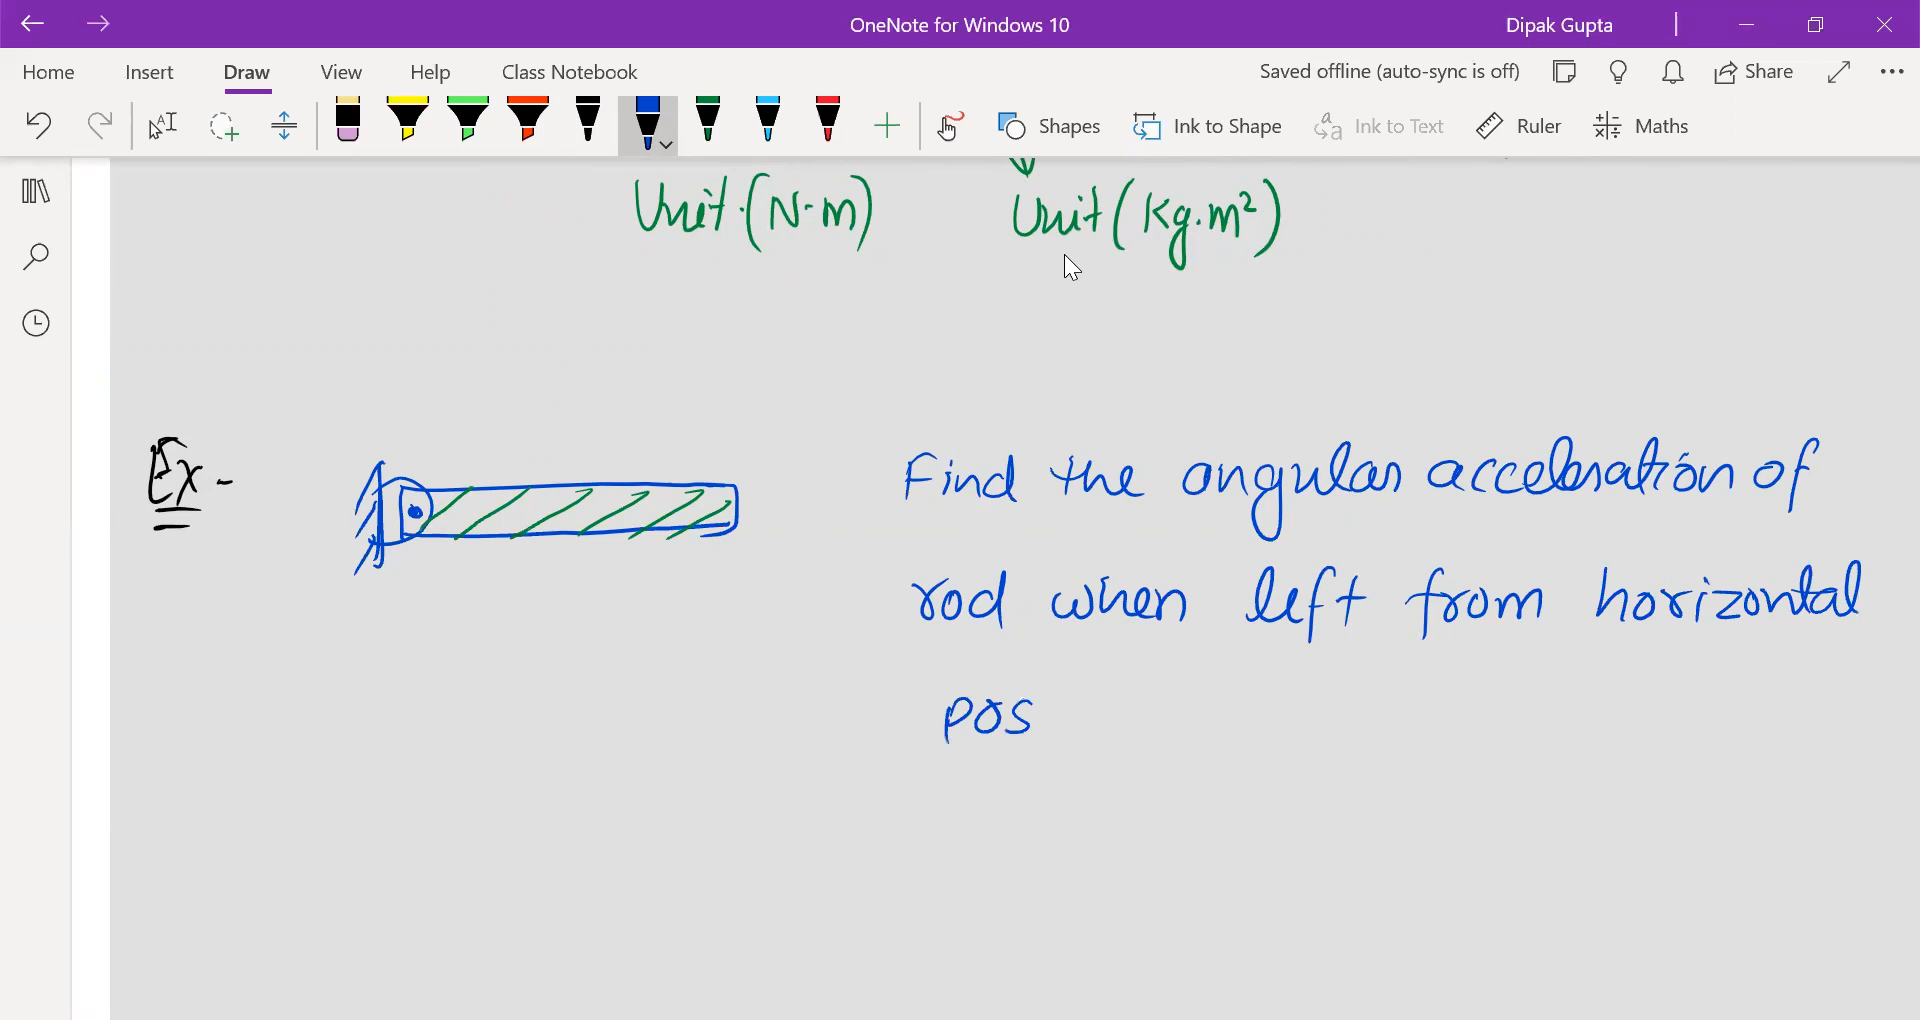 OneNote for Windows 10
Dipak Gupta
Home Insert Draw View Help Class Notebook
Saved offline (auto-sync is off) Share
Shapes Ink to Shape Ink to Text Ruler Maths
Unit (N-m) Unit (Kg.m²)
Ex -
Find the angular acceleration of
rod when left from horizontal
pos